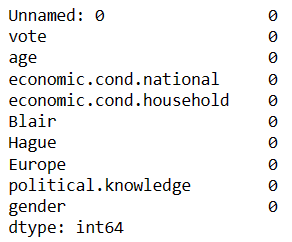 Unnamed: 0 0
vote 0
age 0
economic.cond.national 0
economic.cond.household 0
Blair 0
Hague 0
Europe 0
political.knowledge 0
gender 0
dtype: int64